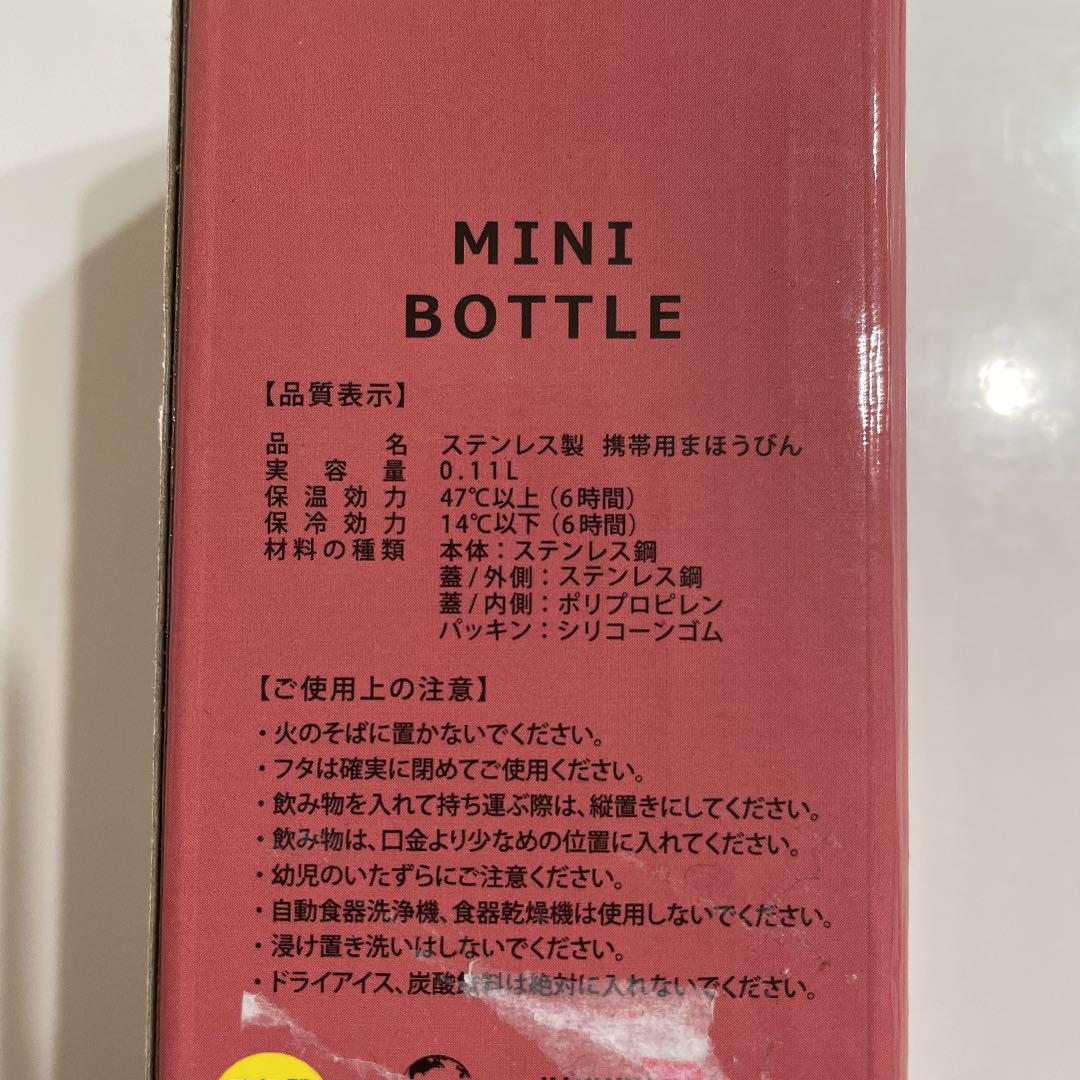 MINI
BOTTLE
【品質表示】
品名 ステンレス製 携帯用まほうびん
実容量 0.11L
保温効力 47℃以上（6時間）
保冷効力 14℃以下（6時間）
材料の種類 本体：ステンレス鋼
蓋/外側：ステンレス鋼
蓋/内側：ポリプロピレン
パッキン：シリコーンゴム
【ご使用上の注意】
・火のそばに置かないでください。
・フタは確実に閉めてご使用ください。
・飲み物を入れて持ち運ぶ際は、縦置きにしてください。
・飲み物は、口金より少なめの位置に入れてください。
・幼児のいたずらにご注意ください。
・自動食器洗浄機、食器乾燥機は使用しないでください。
・浸け置き洗いはしないでください。
・ドライアイス、炭酸飲料は絶対に入れないでください。